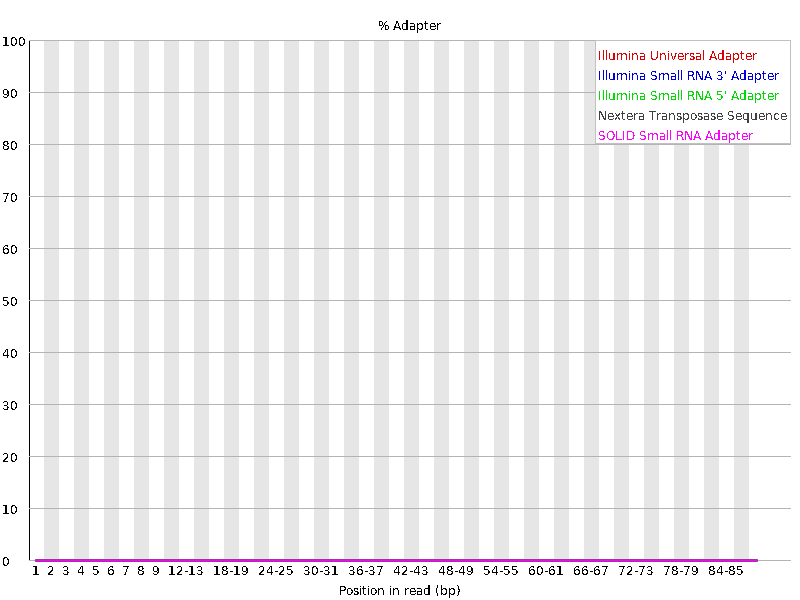 % Adapter
100
90
80
70
60
50
40
30
20
10
0
Illumina Universal Adapter
Illumina Small RNA 3' Adapter
Illumina Small RNA 5' Adapter
Nextera Transposase Sequence
SOLID Small RNA Adapter
1 2 3 4 5 6 7 8 9 12-13 18-19 24-25 30-31 36-37 42-43 48-49 54-55 60-61 66-67 72-73 78-79 84-85
Position in read (bp)